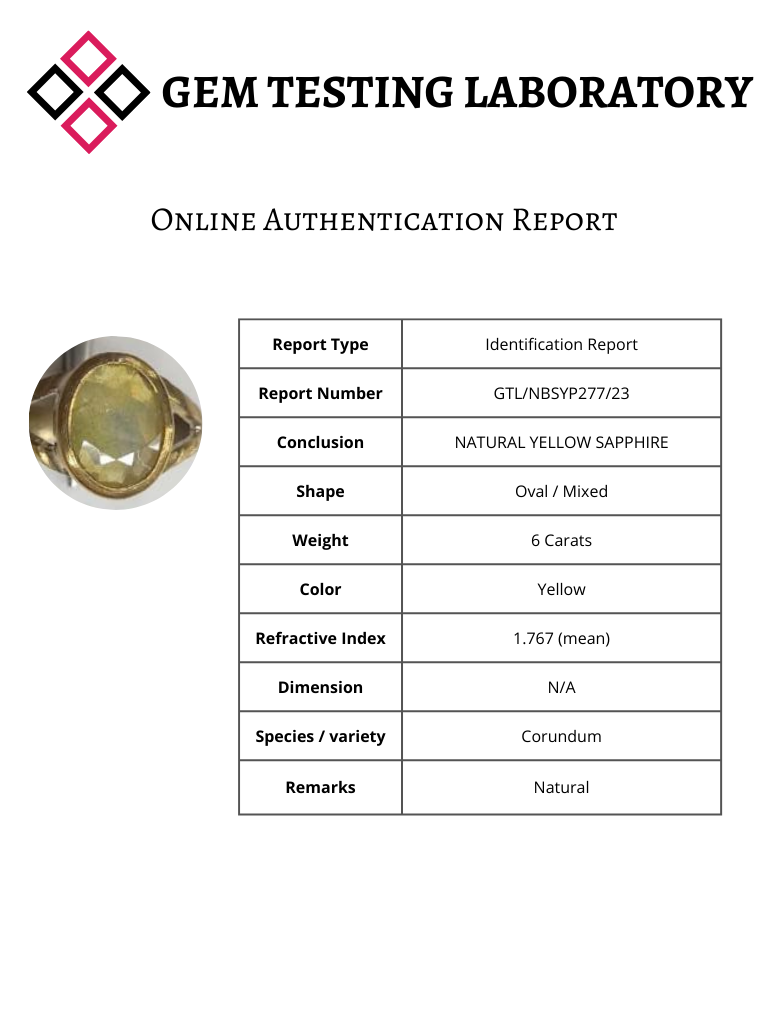 GEM TESTING LABORATORY
Online Authentication Report
Report Type Identification Report
Report Number GTL/NBSYP277/23
Conclusion NATURAL YELLOW SAPPHIRE
Shape Oval / Mixed
Weight 6 Carats
Color Yellow
Refractive Index 1.767 (mean)
Dimension N/A
Species / variety Corundum
Remarks Natural